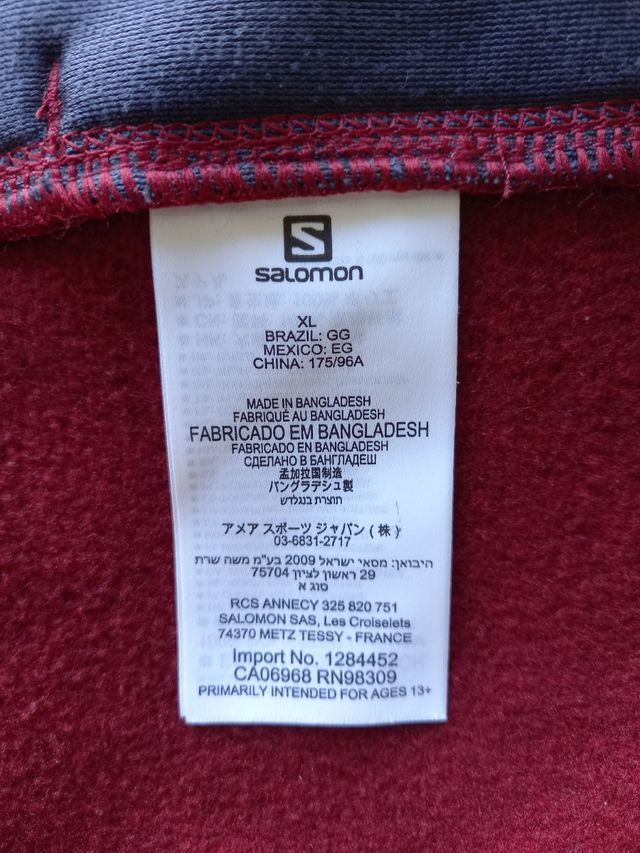 S
salomon
XL
BRAZIL: GG
MEXICO: EG
CHINA: 175/96A
MADE IN BANGLADESH
FABRIQUÉ AU BANGLADESH
FABRICADO EM BANGLADESH
FABRICADO EN BANGLADESH
СДЕЛАНО В БАНГЛАДЕШ
孟加拉国制造
バングラデシュ製
תוצרת בנגלדש
アメア スポーツ ジャパン (株)
03-6831-2717
היבואן: מסאי ישראל 2009 בע"מ משה שרת
29 ראשון לציון 75704
סוג א
RCS ANNECY 325 820 751
SALOMON SAS, Les Croiselets
74370 METZ TESSY - FRANCE
Import No. 1284452
CA06968 RN98309
PRIMARILY INTENDED FOR AGES 13+